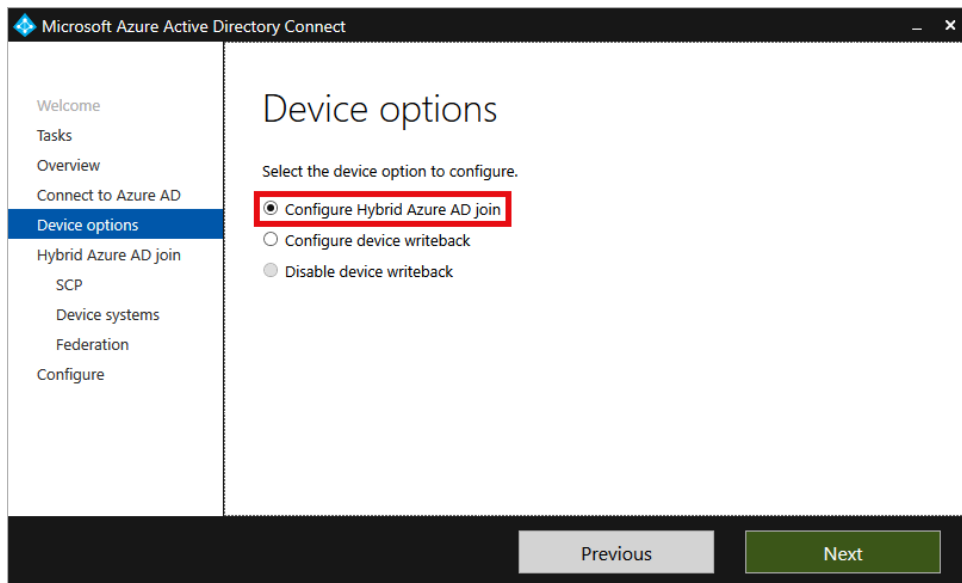 Microsoft Azure Active Directory Connect
Welcome
Tasks
Overview
Connect to Azure AD
Device options
Hybrid Azure AD join
SCP
Device systems
Federation
Configure
Device options
Select the device option to configure.
Configure Hybrid Azure AD join
Configure device writeback
Disable device writeback
Previous
Next